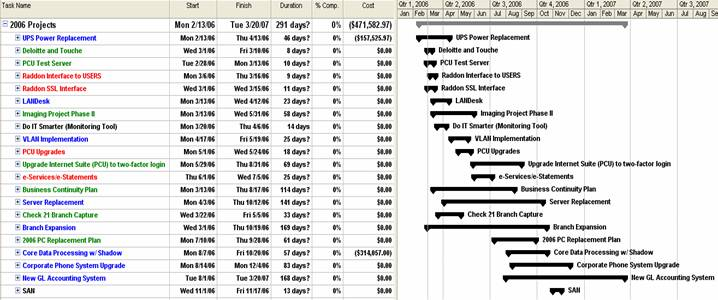 Task Name Start Finish Duration % Comp. Cost Qtr 1, 2006 Qtr 2, 2006 Qtr 3, 2006 Qtr 4, 2006 Qtr 1, 2007 Qtr 2, 2007 Qtr 3, 2007
Jan Feb Mar Apr May Jun Jul Aug Sep Oct Nov Dec Jan Feb Mar Apr May Jun Jul Aug
2006 Projects Mon 2/13/06 Tue 3/20/07 291 days? 0% ($471,582.97)
UPS Power Replacement Mon 2/13/06 Thu 4/13/06 46 days? 0% ($157,525.97) UPS Power Replacement
Deloitte and Touche Wed 3/1/06 Fri 3/10/06 8 days? 0% $0.00 Deloitte and Touche
PCU Test Server Tue 2/28/06 Mon 3/13/06 10 days? 0% $0.00 PCU Test Server
Raddon Interface to USERS Mon 3/6/06 Thu 3/16/06 9 days? 0% $0.00 Raddon Interface to USERS
Raddon SSL Interface Wed 3/1/06 Wed 3/15/06 11 days? 0% $0.00 Raddon SSL Interface
LANDesk Mon 3/13/06 Wed 4/12/06 23 days? 0% $0.00 LANDesk
Imaging Project Phase II Mon 3/13/06 Wed 5/31/06 58 days? 0% $0.00 Imaging Project Phase II
Do IT Smarter (Monitoring Tool) Mon 3/20/06 Thu 4/6/06 14 days 0% $0.00 Do IT Smarter (Monitoring Tool)
VLAN Implementation Mon 4/17/06 Fri 5/19/06 25 days? 0% $0.00 VLAN Implementation
PCU Upgrades Mon 5/1/06 Wed 5/24/06 18 days? 0% $0.00 PCU Upgrades
Upgrade Internet Suite (PCU) to two-factor login Mon 5/29/06 Thu 8/31/06 69 days? 0% $0.00 Upgrade Internet Suite (PCU) to two-factor login
e-Services/e-Statements Thu 6/1/06 Wed 7/5/06 25 days? 0% $0.00 e-Services/e-Statements
Business Continuity Plan Mon 3/13/06 Thu 8/17/06 114 days? 0% $0.00 Business Continuity Plan
Server Replacement Mon 4/3/06 Thu 10/12/06 141 days? 0% $0.00 Server Replacement
Check 21 Branch Capture Wed 3/22/06 Fri 5/5/06 33 days? 0% $0.00 Check 21 Branch Capture
Branch Expansion Wed 3/1/06 Thu 10/19/06 169 days? 0% $0.00 Branch Expansion
2006 PC Replacement Plan Mon 7/10/06 Thu 9/28/06 61 days? 0% $0.00 2006 PC Replacement Plan
Core Data Processing w/Shadow Mon 8/7/06 Fri 10/20/06 57 days? 0% ($314,057.00) Core Data Processing w/Shadow
Corporate Phone System Upgrade Mon 8/14/06 Mon 12/4/06 83 days? 0% $0.00 Corporate Phone System Upgrade
New GL Accounting System Tue 8/1/06 Tue 3/20/07 168 days? 0% $0.00 New GL Accounting System
SAN Wed 11/1/06 Fri 11/17/06 13 days? 0% $0.00 SAN